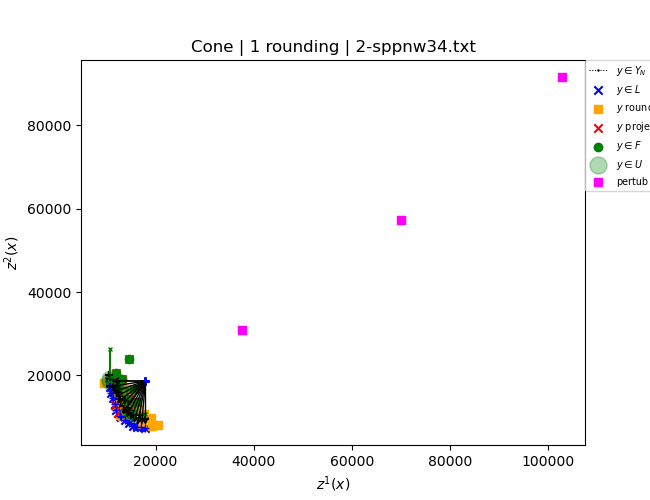 Cone | 1 rounding | 2-sppnw34.txt
z²(x)
80000
60000
40000
20000
20000 40000 60000 80000 100000
z¹(x)
y ∈ Y_N
y ∈ L
y roun
y proje
y ∈ F
y ∈ U
pertub